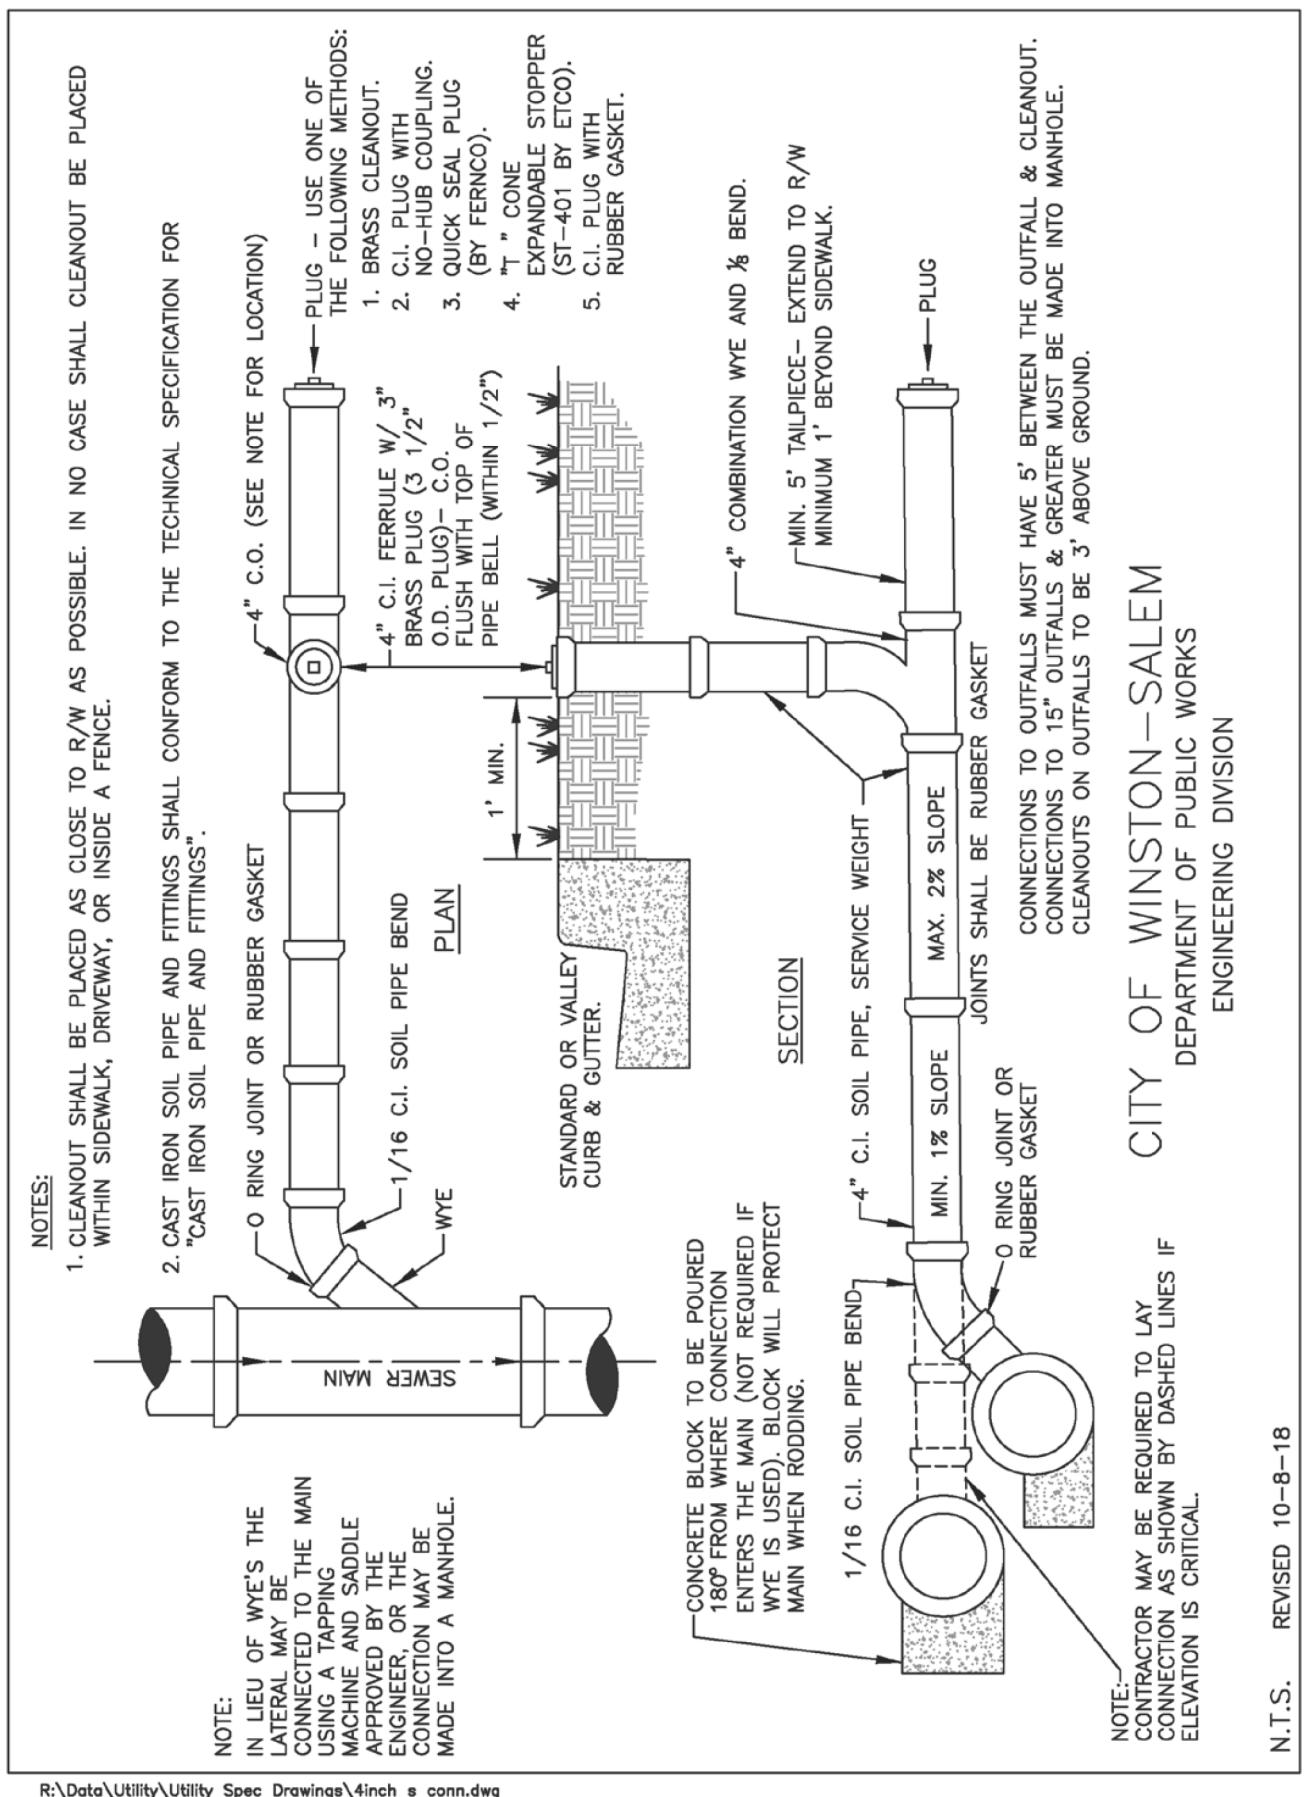 NOTES:
1. CLEANOUT SHALL BE PLACED AS CLOSE TO R/W AS POSSIBLE. IN NO CASE SHALL CLEANOUT BE PLACED
WITHIN SIDEWALK, DRIVEWAY, OR INSIDE A FENCE.
2. CAST IRON SOIL PIPE AND FITTINGS SHALL CONFORM TO THE TECHNICAL SPECIFICATION FOR
"CAST IRON SOIL PIPE AND FITTINGS".
NOTE:
IN LIEU OF WYE'S THE
LATERAL MAY BE
CONNECTED TO THE MAIN
USING A TAPPING
MACHINE AND SADDLE
APPROVED BY THE
ENGINEER, OR THE
CONNECTION MAY BE
MADE INTO A MANHOLE.
SEWER
MAIN
O RING JOINT OR RUBBER GASKET
1/16 C.I. SOIL PIPE BEND
WYE
PLAN
4" C.O. (SEE NOTE FOR LOCATION)
PLUG – USE ONE OF
THE FOLLOWING METHODS:
1. BRASS CLEANOUT.
2. C.I. PLUG WITH
NO–HUB COUPLING.
3. QUICK SEAL PLUG
(BY FERNCO).
4. "T " CONE
EXPANDABLE STOPPER
(ST–401 BY ETCO).
5. C.I. PLUG WITH
RUBBER GASKET.
4" C.I. FERRULE W/ 3"
BRASS PLUG (3 1/2"
O.D. PLUG)– C.O.
FLUSH WITH TOP OF
PIPE BELL (WITHIN 1/2")
1' MIN.
STANDARD OR VALLEY
CURB & GUTTER.
SECTION
CONCRETE BLOCK TO BE POURED
180° FROM WHERE CONNECTION
ENTERS THE MAIN (NOT REQUIRED IF
WYE IS USED). BLOCK WILL PROTECT
MAIN WHEN RODDING.
1/16 C.I. SOIL PIPE BEND
4" C.I. SOIL PIPE, SERVICE WEIGHT
4" COMBINATION WYE AND ⅛ BEND.
MIN. 5' TAILPIECE– EXTEND TO R/W
MINIMUM 1' BEYOND SIDEWALK.
PLUG
MIN. 1% SLOPE
MAX. 2% SLOPE
JOINTS SHALL BE RUBBER GASKET
O RING JOINT OR
RUBBER GASKET
CONNECTIONS TO OUTFALLS MUST HAVE 5' BETWEEN THE OUTFALL & CLEANOUT.
CONNECTIONS TO 15" OUTFALLS & GREATER MUST BE MADE INTO MANHOLE.
CLEANOUTS ON OUTFALLS TO BE 3' ABOVE GROUND.
NOTE:
CONTRACTOR MAY BE REQUIRED TO LAY
CONNECTION AS SHOWN BY DASHED LINES IF
ELEVATION IS CRITICAL.
CITY OF WINSTON–SALEM
DEPARTMENT OF PUBLIC WORKS
ENGINEERING DIVISION
N.T.S. REVISED 10–8–18
R:\Data\Utility\Utility Spec Drawings\4inch s conn.dwg